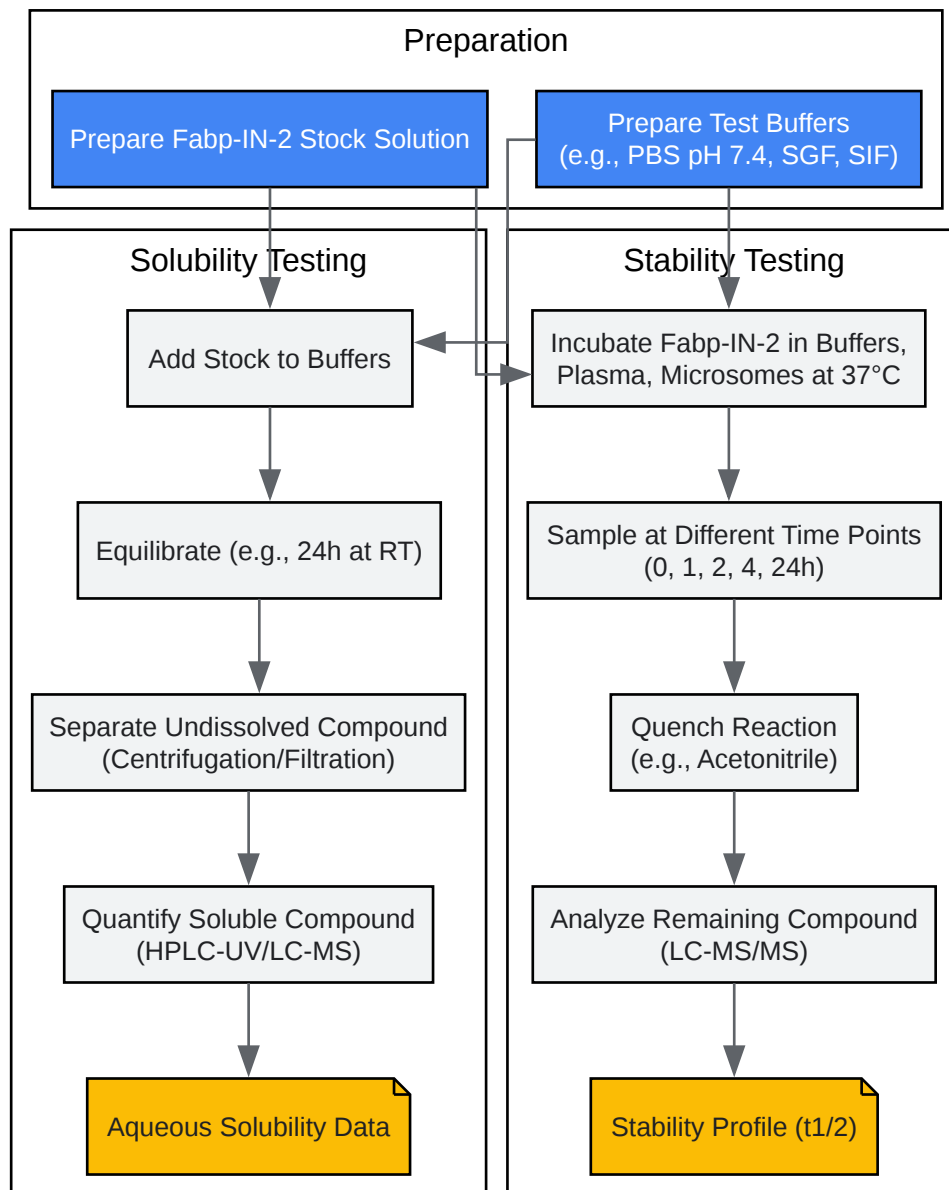 Preparation
Prepare Fabp-IN-2 Stock Solution
Prepare Test Buffers
(e.g., PBS pH 7.4, SGF, SIF)
Solubility Testing
Add Stock to Buffers
Equilibrate (e.g., 24h at RT)
Separate Undissolved Compound
(Centrifugation/Filtration)
Quantify Soluble Compound
(HPLC-UV/LC-MS)
Aqueous Solubility Data
Stability Testing
Incubate Fabp-IN-2 in Buffers,
Plasma, Microsomes at 37°C
Sample at Different Time Points
(0, 1, 2, 4, 24h)
Quench Reaction
(e.g., Acetonitrile)
Analyze Remaining Compound
(LC-MS/MS)
Stability Profile (t1/2)